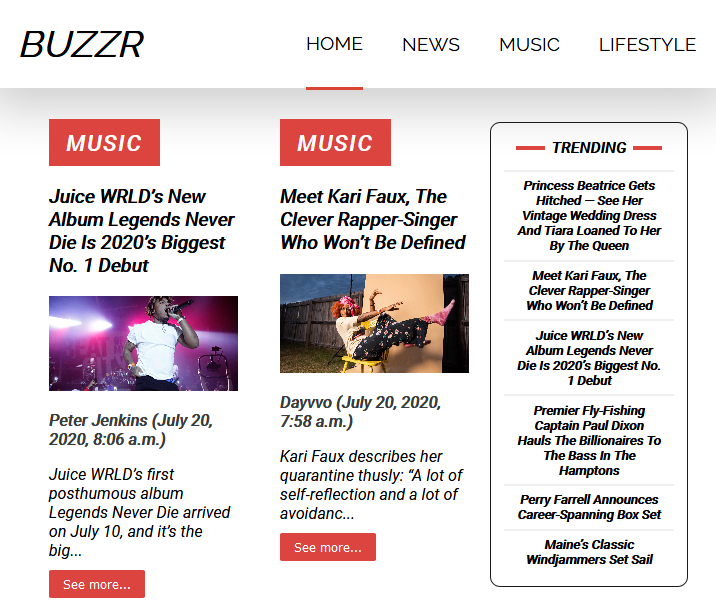 BUZZR
HOME
NEWS
MUSIC
LIFESTYLE
MUSIC
Juice WRLD’s New
Album Legends Never
Die Is 2020’s Biggest
No. 1 Debut
Peter Jenkins (July 20,
2020, 8:06 a.m.)
Juice WRLD’s first
posthumous album
Legends Never Die arrived
on July 10, and it’s the
big...
See more...
MUSIC
Meet Kari Faux, The
Clever Rapper-Singer
Who Won’t Be Defined
Dayvvo (July 20, 2020,
7:58 a.m.)
Kari Faux describes her
quarantine thusly: “A lot of
self-reflection and a lot of
avoidanc...
See more...
TRENDING
Princess Beatrice Gets
Hitched — See Her
Vintage Wedding Dress
And Tiara Loaned To Her
By The Queen
Meet Kari Faux, The
Clever Rapper-Singer
Who Won’t Be Defined
Juice WRLD’s New
Album Legends Never
Die Is 2020’s Biggest No.
1 Debut
Premier Fly-Fishing
Captain Paul Dixon
Hauls The Billionaires To
The Bass In The
Hamptons
Perry Farrell Announces
Career-Spanning Box Set
Maine’s Classic
Windjammers Set Sail